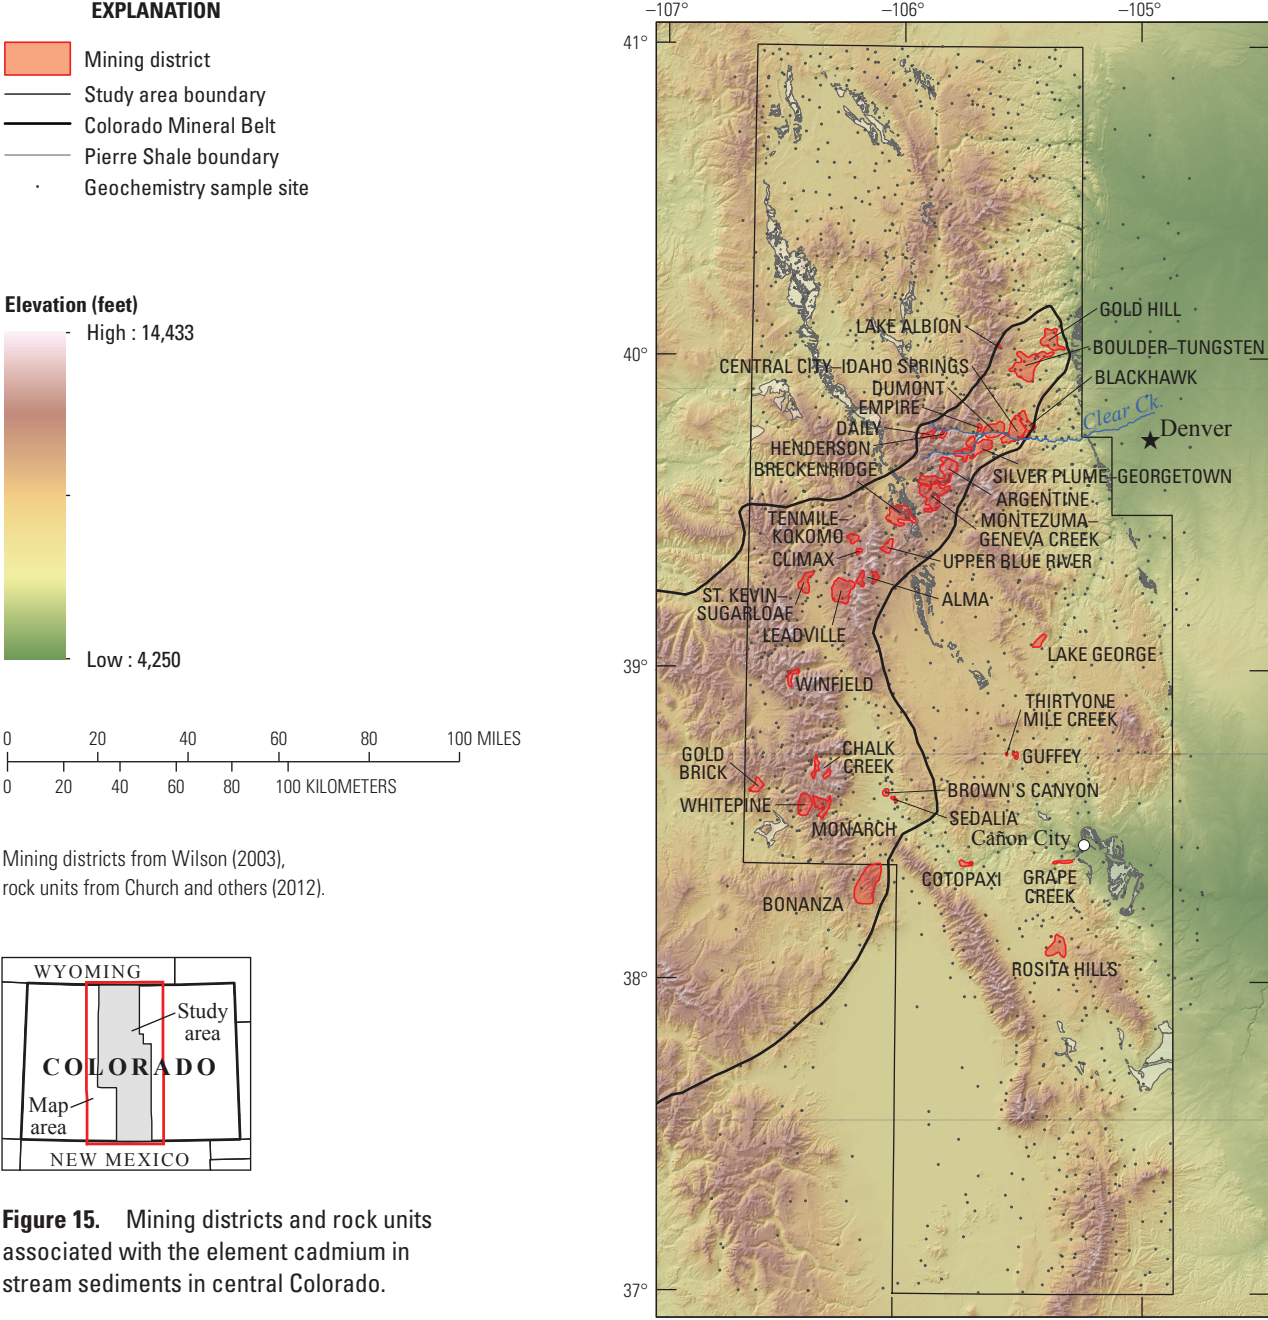 EXPLANATION
Mining district
Study area boundary
Colorado Mineral Belt
Pierre Shale boundary
Geochemistry sample site
Elevation (feet)
High : 14,433
Low : 4,250
0 20 40 60 80 100 MILES
0 20 40 60 80 100 KILOMETERS
Mining districts from Wilson (2003),
rock units from Church and others (2012).
WYOMING
Study
area
COLORADO
Map
area
NEW MEXICO
Figure 15. Mining districts and rock units
associated with the element cadmium in
stream sediments in central Colorado.
–107° –106° –105°
41°
40°
39°
38°
37°
GOLD HILL
LAKE ALBION
BOULDER–TUNGSTEN
CENTRAL CITY–IDAHO SPRINGS
BLACKHAWK
DUMONT
EMPIRE
Clear Ck.
DAILY
Denver
HENDERSON
BRECKENRIDGE
SILVER PLUME–GEORGETOWN
ARGENTINE
TENMILE–
KOKOMO
MONTEZUMA–
GENEVA CREEK
CLIMAX
UPPER BLUE RIVER
ST. KEVIN–
SUGARLOAF
ALMA
LEADVILLE
LAKE GEORGE
WINFIELD
THIRTYONE
MILE CREEK
GUFFEY
CHALK
CREEK
GOLD
BRICK
BROWN'S CANYON
WHITEPINE
SEDALIA
MONARCH
Cañon City
COTOPAXI
GRAPE
CREEK
BONANZA
ROSITA HILLS